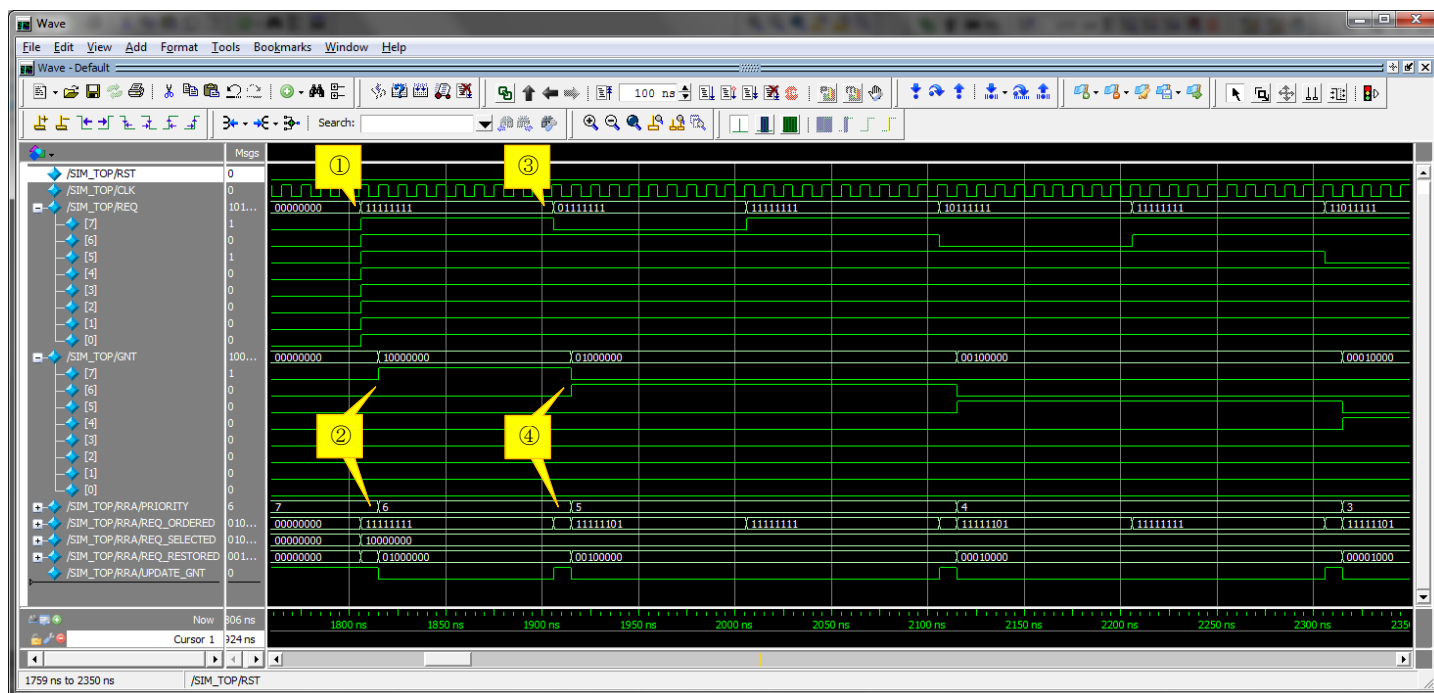 Wave
File Edit View Add Format Tools Bookmarks Window Help
Wave - Default
100 ns
Search:
Msgs
①
③
/SIM_TOP/RST 0
/SIM_TOP/CLK 0
/SIM_TOP/REQ 101... 00000000 11111111 01111111 11111111 10111111 11111111 11011111
[7] 1
[6] 0
[5] 1
[4] 0
[3] 0
[2] 0
[1] 0
[0] 0
/SIM_TOP/GNT 100... 00000000 10000000 01000000 00100000 00010000
[7] 1
[6] 0
[5] 0
[4] 0
[3] 0
[2] 0
[1] 0
[0] 0
②
④
/SIM_TOP/RRA/PRIORITY 6 7 6 5 4 3
/SIM_TOP/RRA/REQ_ORDERED 010... 00000000 11111111 11111101 11111111 11111101 11111111 11111101
/SIM_TOP/RRA/REQ_SELECTED 010... 00000000 10000000
/SIM_TOP/RRA/REQ_RESTORED 001... 00000000 01000000 00100000 00010000 00001000
/SIM_TOP/RRA/UPDATE_GNT 0
Now 306 ns
1800 ns 1850 ns 1900 ns 1950 ns 2000 ns 2050 ns 2100 ns 2150 ns 2200 ns 2250 ns 2300 ns
Cursor 1 924 ns
1759 ns to 2350 ns /SIM_TOP/RST